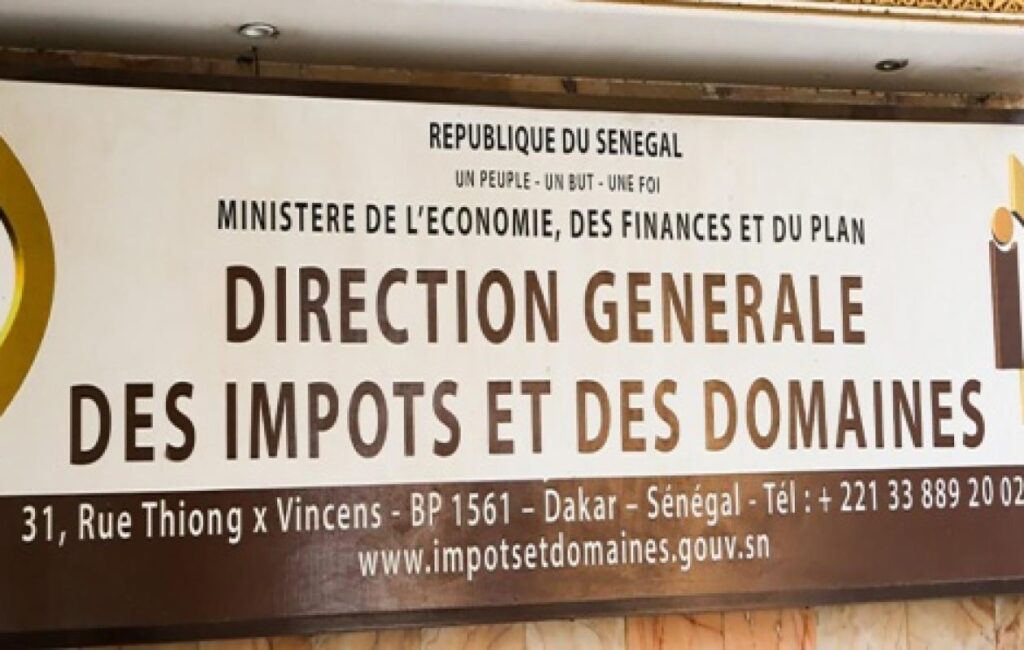 REPUBLIQUE DU SENEGAL
UN PEUPLE - UN BUT - UNE FOI
MINISTERE DE L'ECONOMIE, DES FINANCES ET DU PLAN
DIRECTION GENERALE
DES IMPOTS ET DES DOMAINES
31, Rue Thiong x Vincens - BP 1561 – Dakar – Sénégal - Tél : + 221 33 889 20 02
www.impotsetdomaines.gouv.sn